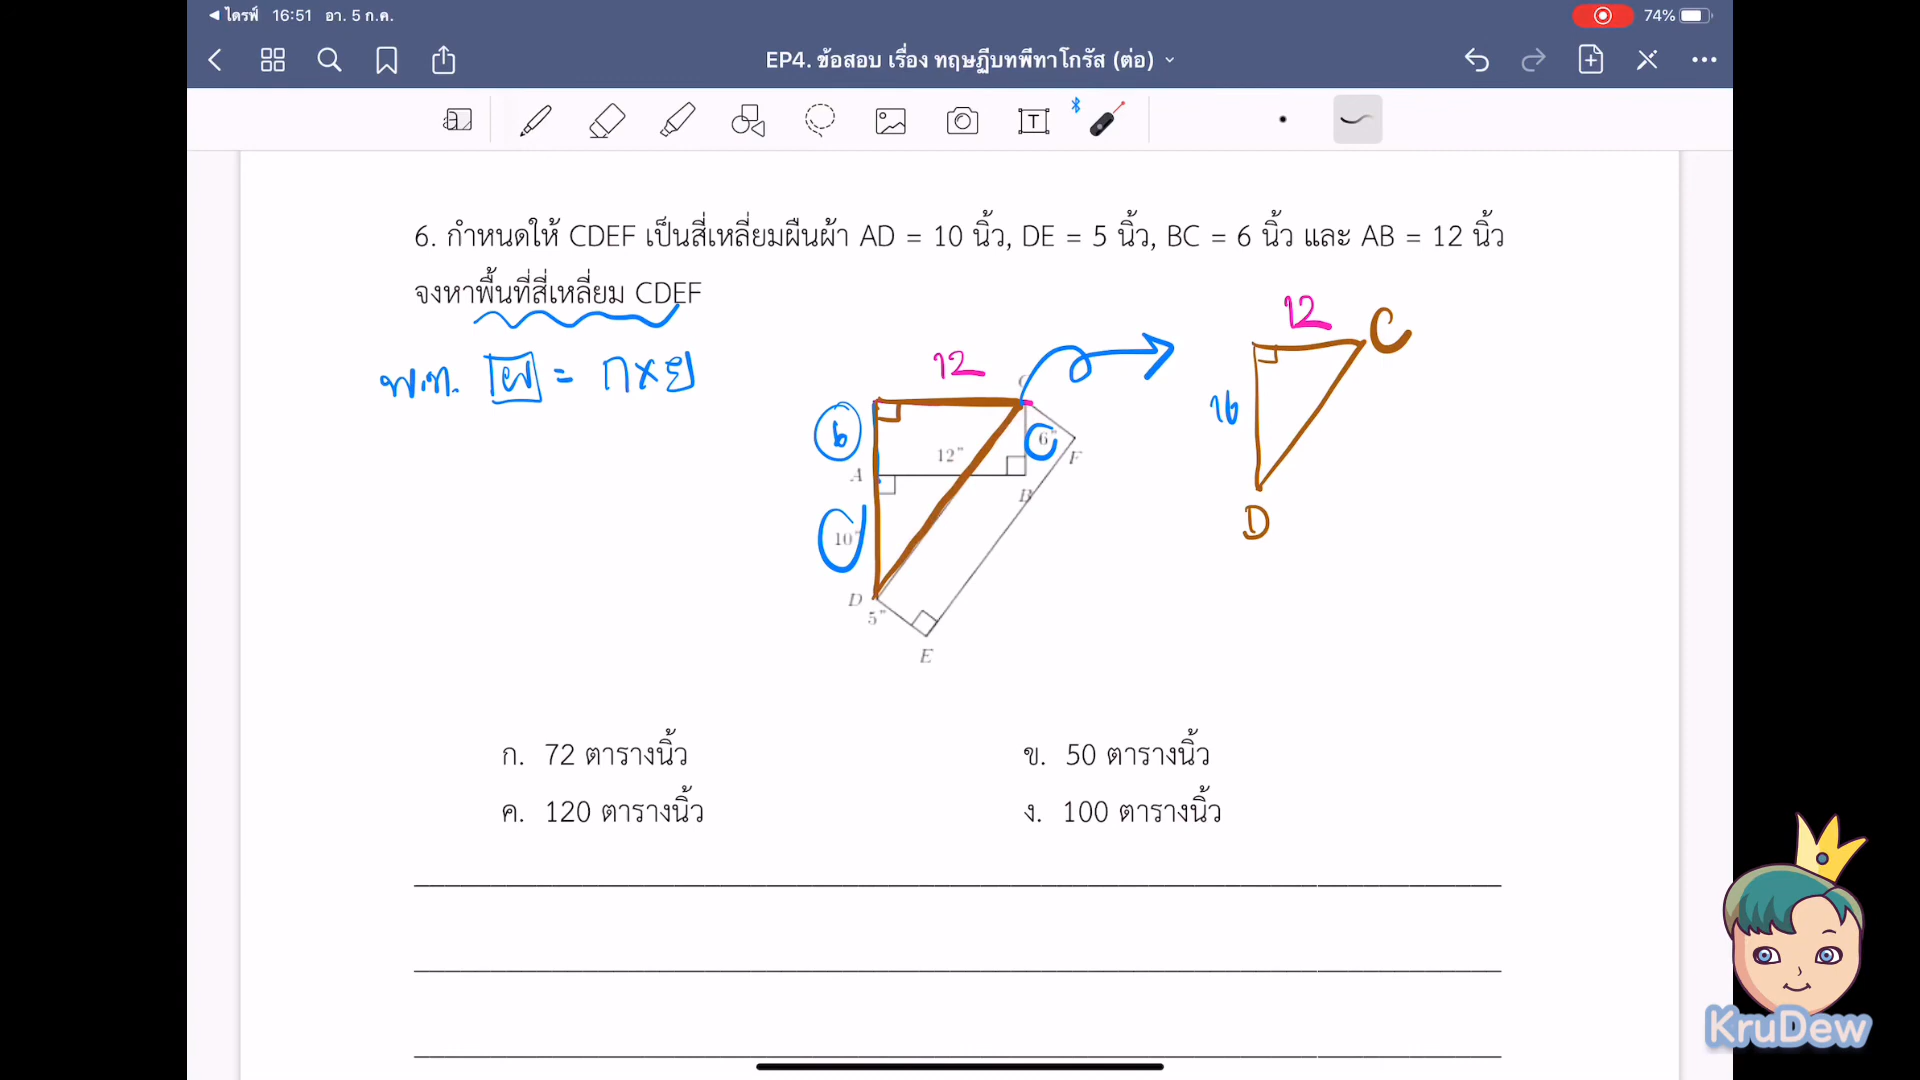 ไดรฟ์ 16:51 อา. 5 ก.ค.
74%
EP4. ข้อสอบ เรื่อง ทฤษฎีบทพีทาโกรัส (ต่อ)
6. กำหนดให้ CDEF เป็นสี่เหลี่ยมผืนผ้า AD = 10 นิ้ว, DE = 5 นิ้ว, BC = 6 นิ้ว และ AB = 12 นิ้ว
จงหาพื้นที่สี่เหลี่ยม CDEF
พ.ท. ผผ = ก×ย
12
C
6
12"
6"
A
B
F
10"
D
5"
E
12
C
16
D
ก. 72 ตารางนิ้ว
ข. 50 ตารางนิ้ว
ค. 120 ตารางนิ้ว
ง. 100 ตารางนิ้ว
KruDew